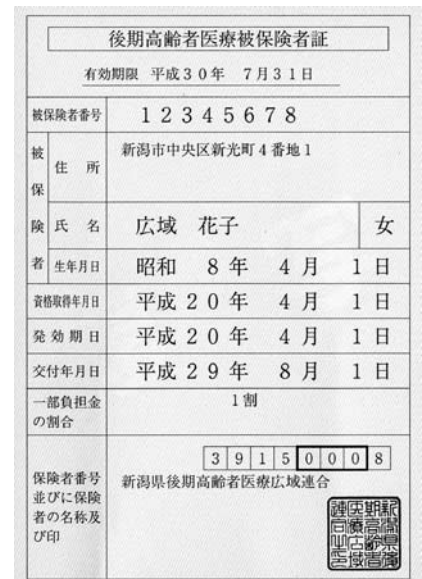 後期高齢者医療被保険者証
有効期限 平成30年 7月31日
被保険者番号 12345678
被保険者
住所 新潟市中央区新光町4番地1
氏名 広域 花子 女
生年月日 昭和 8年 4月 1日
資格取得年月日 平成20年 4月 1日
発効期日 平成20年 4月 1日
交付年月日 平成29年 8月 1日
一部負担金の割合 1割
保険者番号並びに保険者の名称及び印 39150008
新潟県後期高齢者医療広域連合